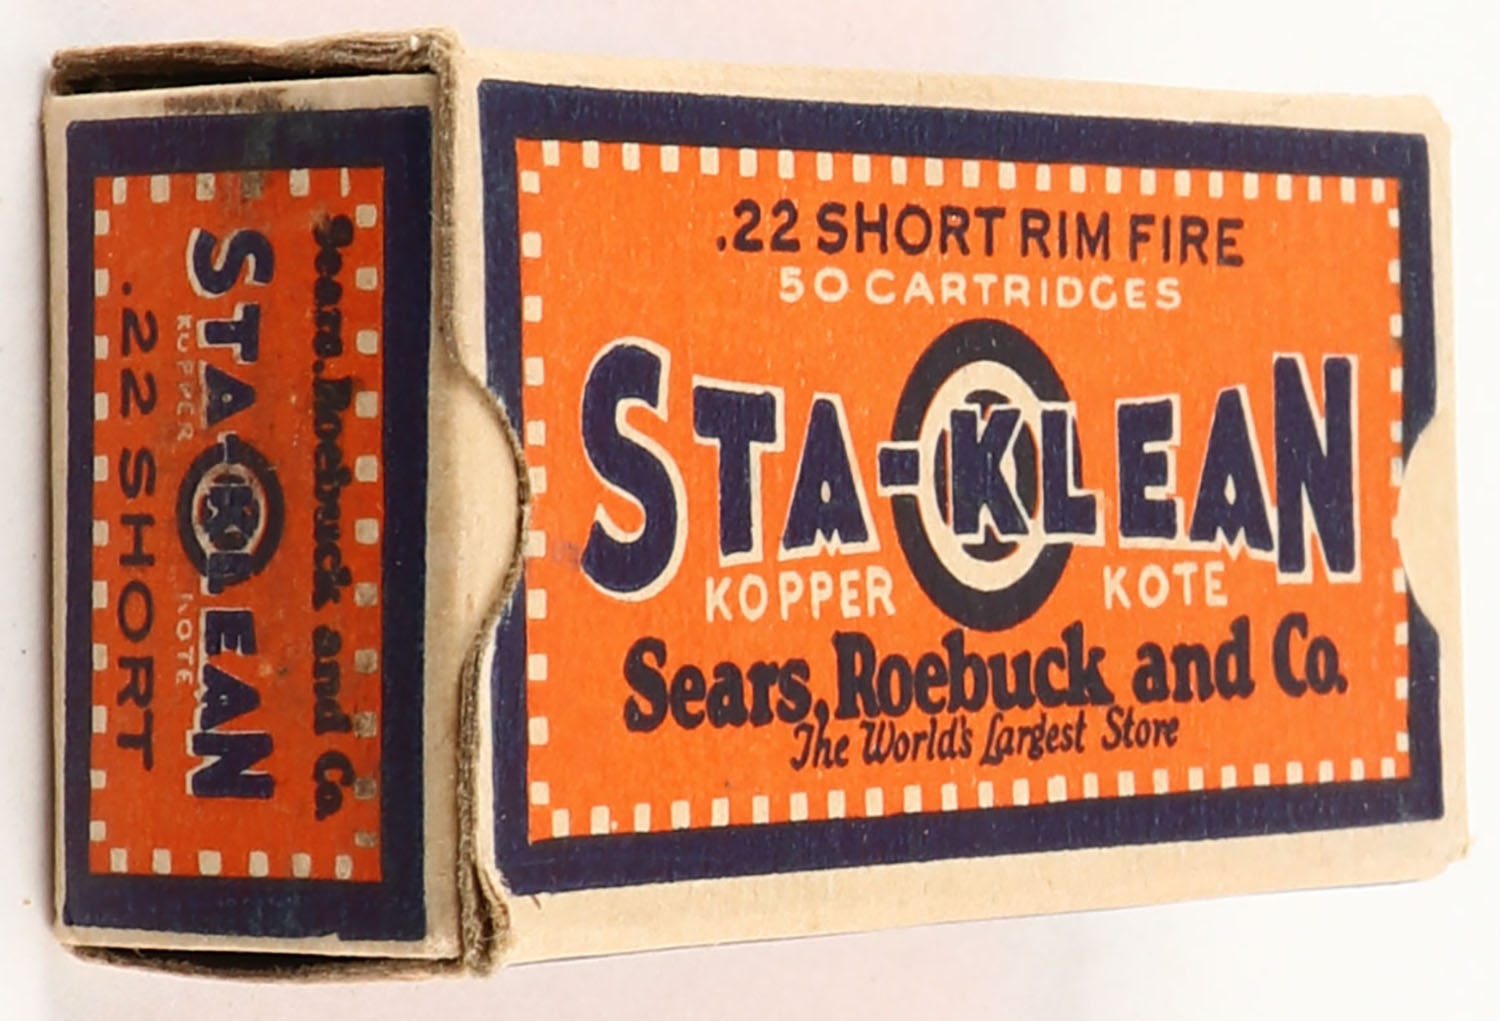 .22 SHORT RIM FIRE
50 CARTRIDGES
STA-KLEAN
KOPPER KOTE
Sears, Roebuck and Co.
The World's Largest Store
Sears, Roebuck and Co.
STA-KLEAN
KOPPER KOTE
.22 SHORT